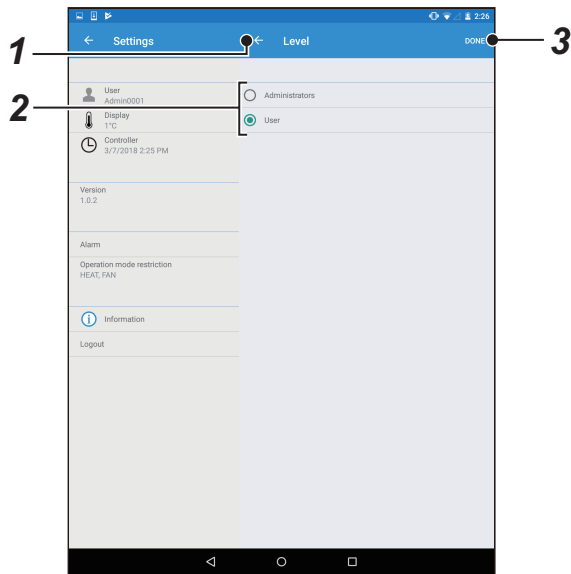 2:26
Settings
Level
DONE
1
2
3
User
Admin0001
Display
1°C
Controller
3/7/2018 2:25 PM
Version
1.0.2
Alarm
Operation mode restriction
HEAT, FAN
Information
Logout
Administrators
User